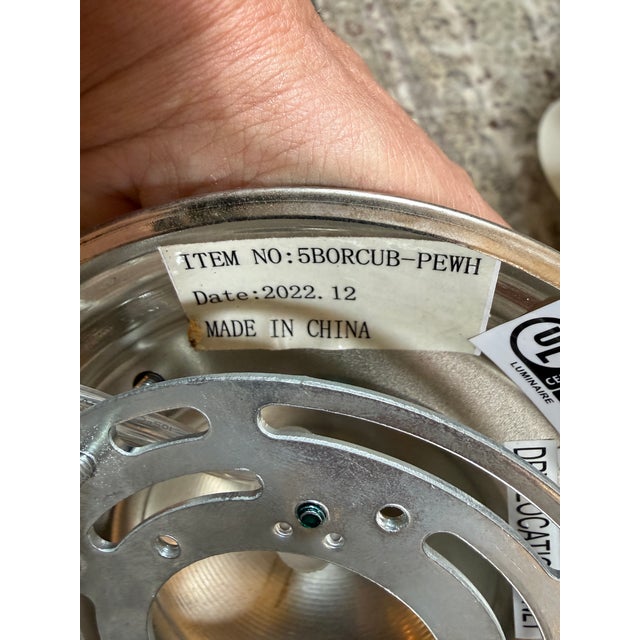 ITEM NO:5BORCUB-PEWH
Date:2022.12
MADE IN CHINA
UL
LUMINAIRE